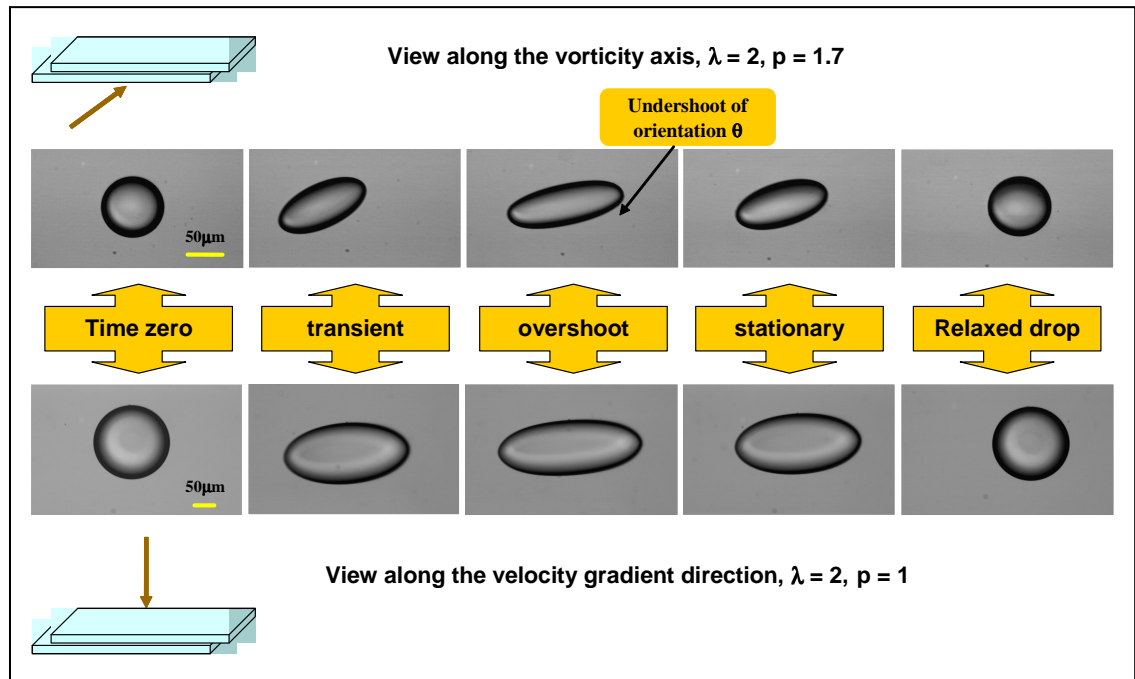 View along the vorticity axis, λ = 2, p = 1.7
Undershoot of
orientation θ
50μm
Time zero
transient
overshoot
stationary
Relaxed drop
50μm
View along the velocity gradient direction, λ = 2, p = 1